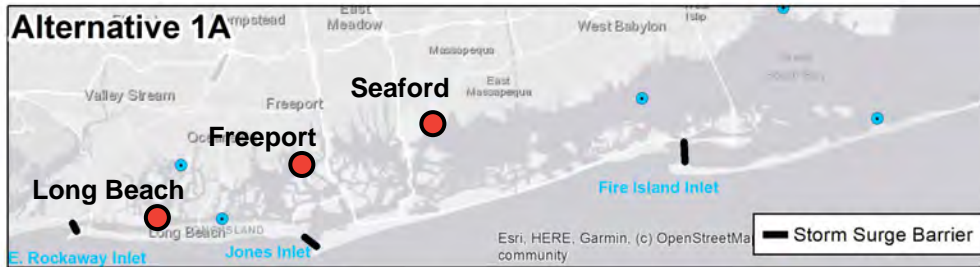 Alternative 1A
East
Meadow
West Babylon
Islip
Massapequa
Seaford
East
Massapequa
Valley Stream
Freeport
Freeport
Long Beach
Fire Island Inlet
Long Beach
E. Rockaway Inlet
Jones Inlet
Esri, HERE, Garmin, (c) OpenStreetMap
community
Storm Surge Barrier